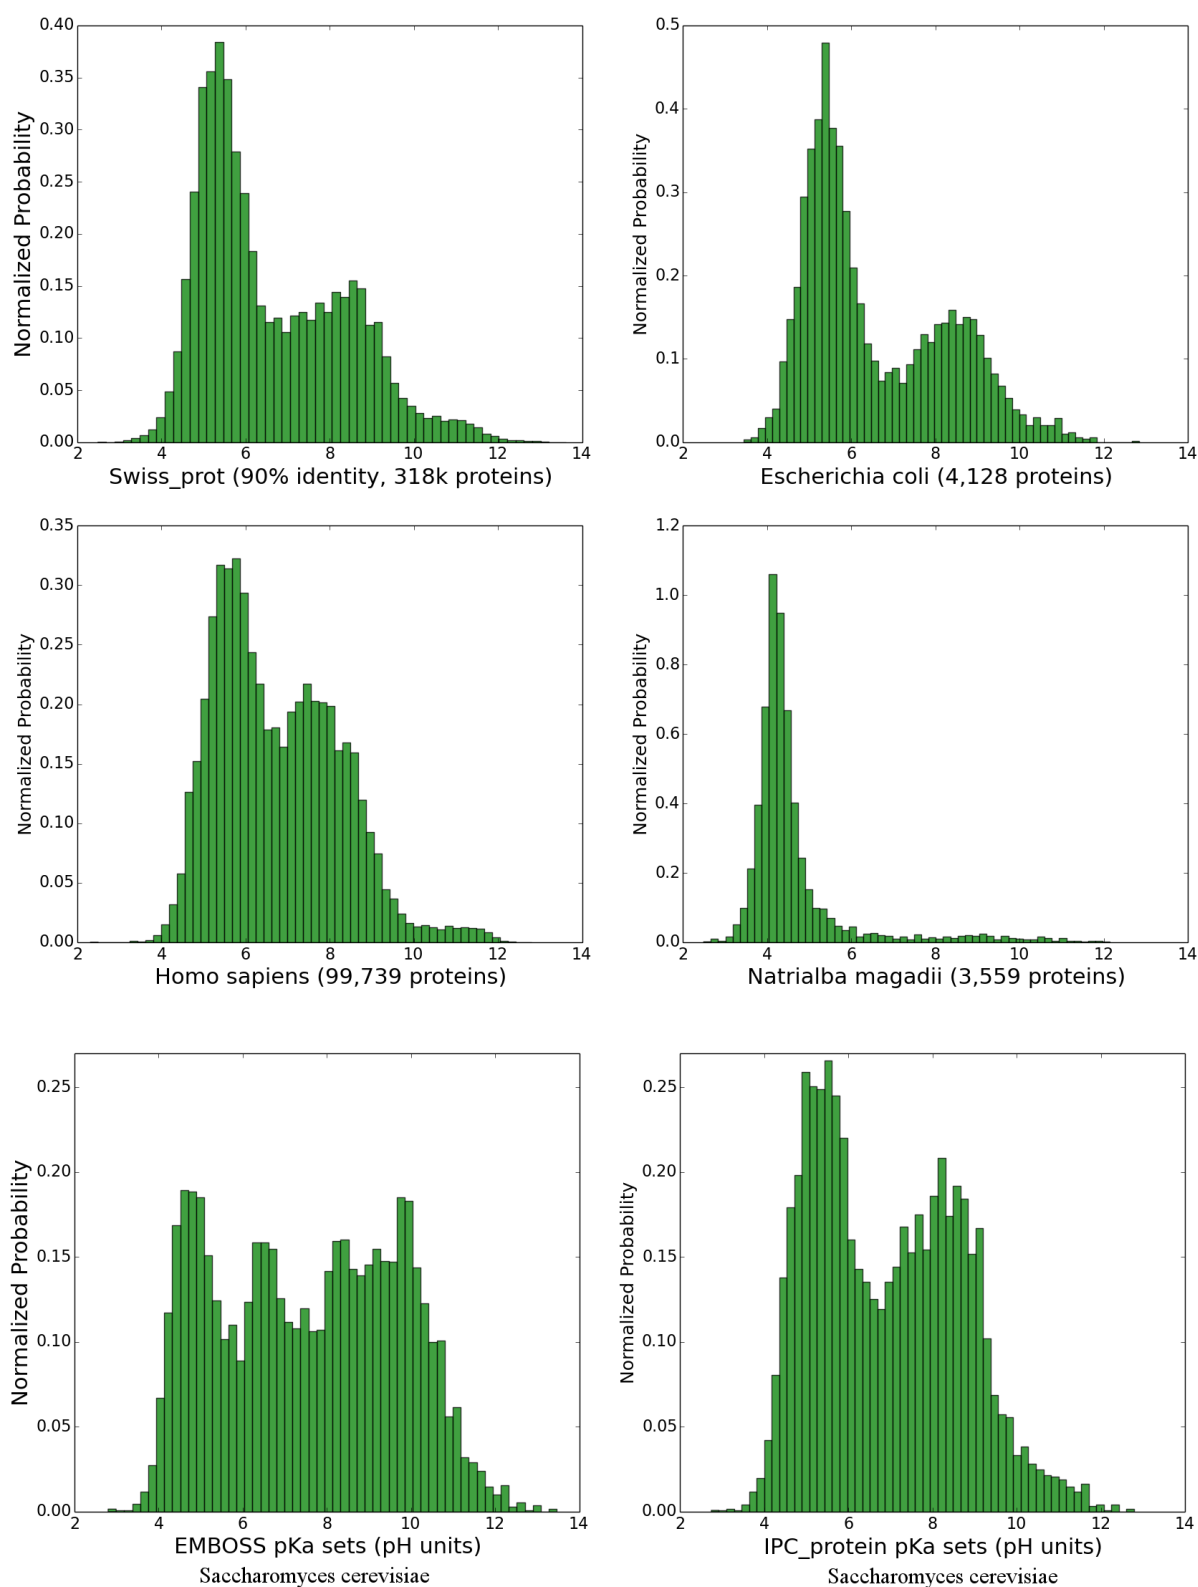 0.40
0.35
0.30
0.25
0.20
0.15
0.10
0.05
0.00
Normalized Probability
2 4 6 8 10 12 14
Swiss_prot (90% identity, 318k proteins)
0.5
0.4
0.3
0.2
0.1
0.0
Normalized Probability
2 4 6 8 10 12 14
Escherichia coli (4,128 proteins)
0.35
0.30
0.25
0.20
0.15
0.10
0.05
0.00
Normalized Probability
2 4 6 8 10 12 14
Homo sapiens (99,739 proteins)
1.2
1.0
0.8
0.6
0.4
0.2
0.0
Normalized Probability
2 4 6 8 10 12 14
Natrialba magadii (3,559 proteins)
0.25
0.20
0.15
0.10
0.05
0.00
Normalized Probability
2 4 6 8 10 12 14
EMBOSS pKa sets (pH units)
Saccharomyces cerevisiae
0.25
0.20
0.15
0.10
0.05
0.00
Normalized Probability
2 4 6 8 10 12 14
IPC_protein pKa sets (pH units)
Saccharomyces cerevisiae